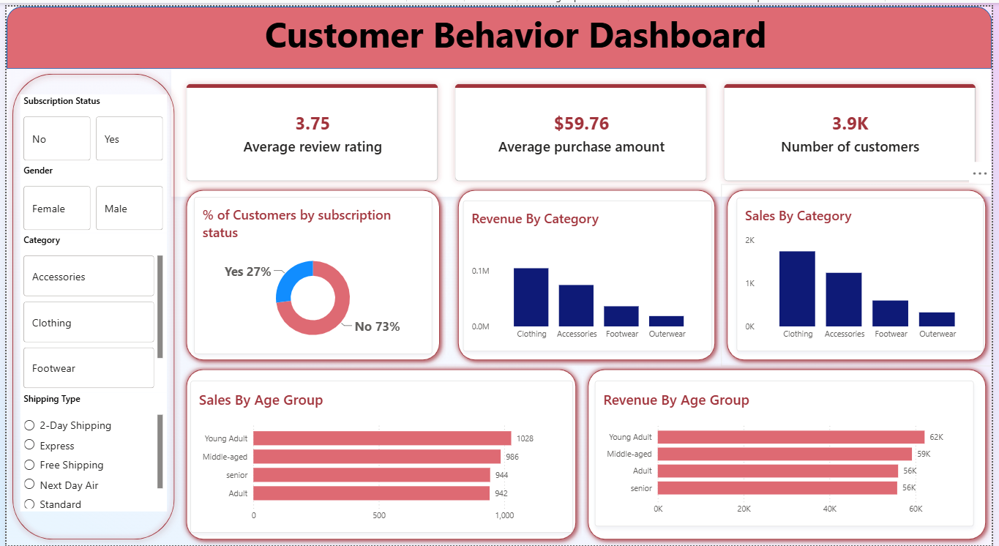 Customer Behavior Dashboard
Subscription Status
No
Yes
Gender
Female
Male
Category
Accessories
Clothing
Footwear
Shipping Type
2-Day Shipping
Express
Free Shipping
Next Day Air
Standard
3.75
Average review rating
$59.76
Average purchase amount
3.9K
Number of customers
% of Customers by subscription
status
Yes 27%
No 73%
Revenue By Category
0.1M
0.0M
Clothing Accessories Footwear Outerwear
Sales By Category
2K
1K
0K
Clothing Accessories Footwear Outerwear
Sales By Age Group
Young Adult 1028
Middle-aged 986
senior 944
Adult 942
0 500 1,000
Revenue By Age Group
Young Adult 62K
Middle-aged 59K
Adult 56K
senior 56K
0K 20K 40K 60K